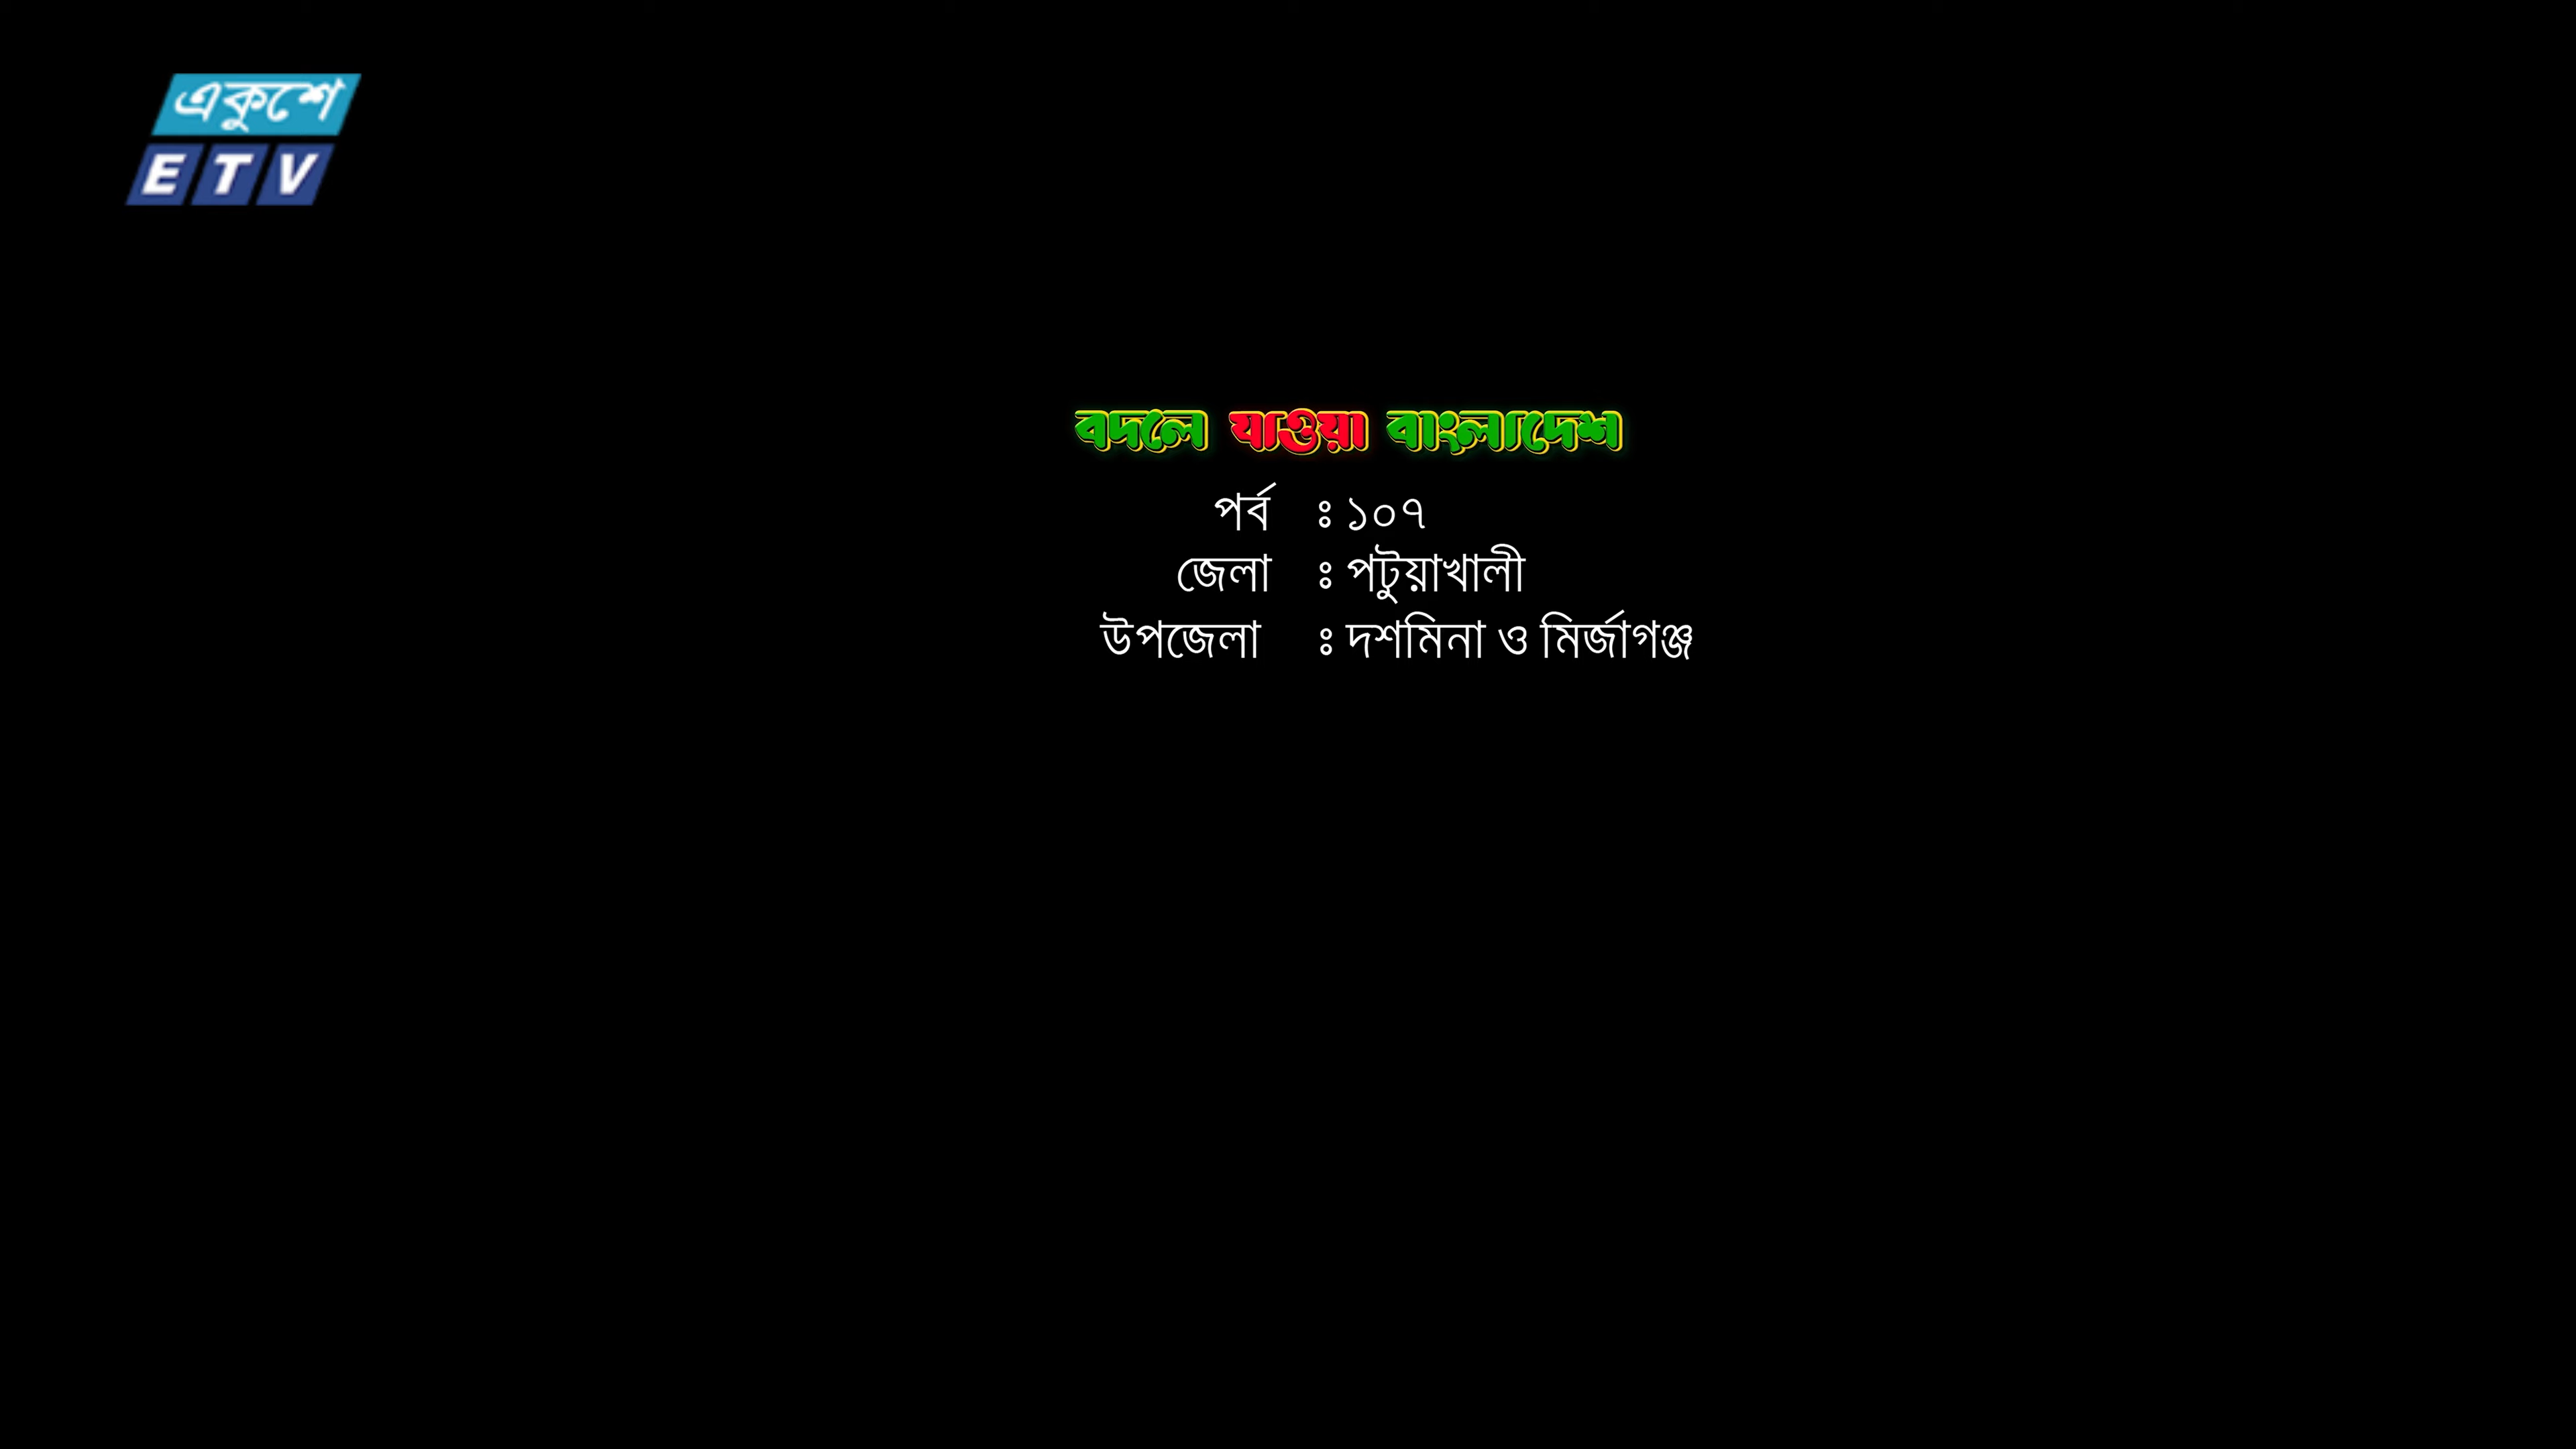 একুশে
ETV
বদলে যাওয়া বাংলাদেশ
পর্ব ঃ ১০৭
জেলা ঃ পটুয়াখালী
উপজেলা ঃ দশমিনা ও মির্জাগঞ্জ